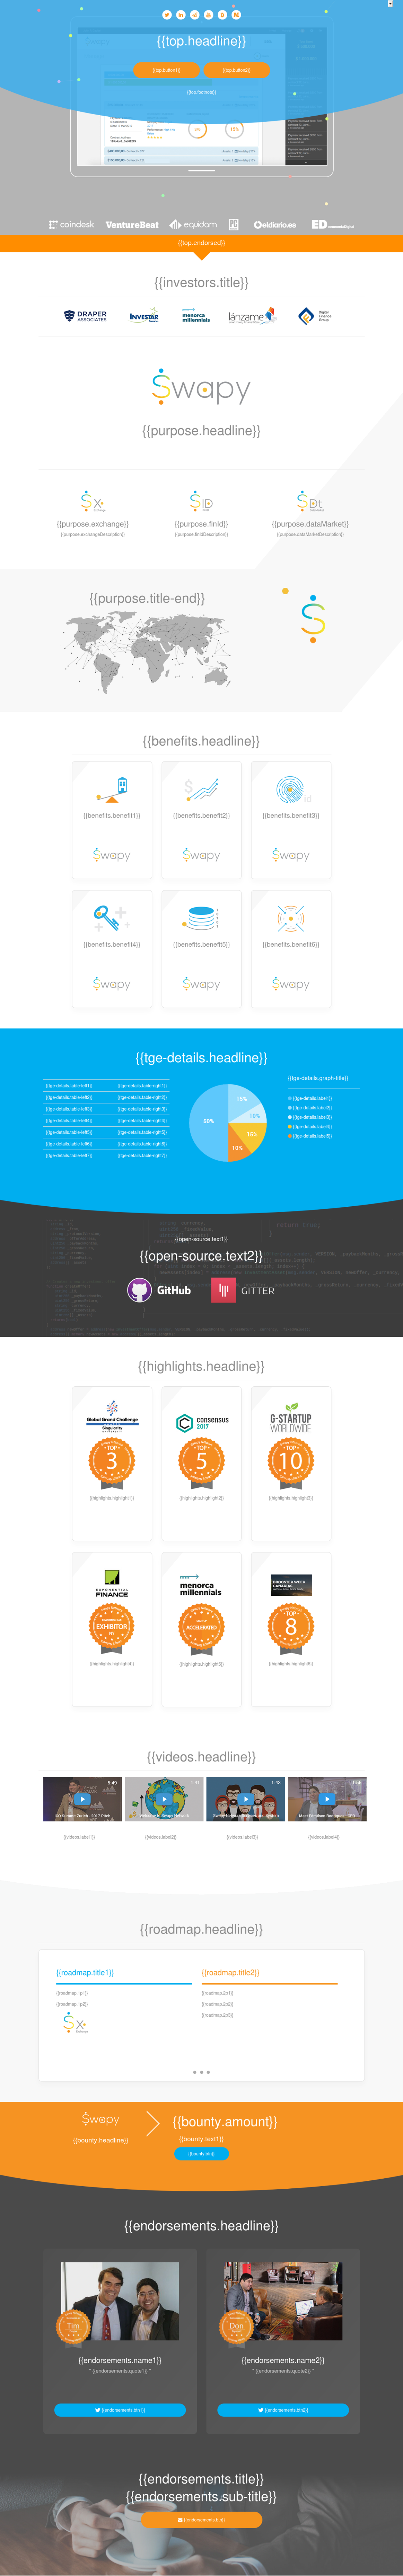 {{top.headline}}
{{top.button1}}
{{top.button2}}
{{top.bottom}}
coindesk
VentureBeat
equidam
eldiario.es
ED economíadigital
{{top.endorsed}}
{{investors.title}}
DRAPER ASSOCIATES
INVESTAR
menorca millennials
lánzame
Digital Finance Group
Swapy
{{purpose.headline}}
{{purpose.exchange}}
{{purpose.finId}}
{{purpose.dataMarket}}
{{purpose.exchangeDescription}}
{{purpose.finIdDescription}}
{{purpose.dataMarketDescription}}
{{purpose.title-end}}
{{benefits.headline}}
{{benefits.benefit1}}
{{benefits.benefit2}}
{{benefits.benefit3}}
Swapy
Swapy
Swapy
{{benefits.benefit4}}
{{benefits.benefit5}}
{{benefits.benefit6}}
Swapy
Swapy
Swapy
{{tge-details.headline}}
{{tge-details.table-left1}} {{tge-details.table-right1}}
{{tge-details.table-left2}} {{tge-details.table-right2}}
{{tge-details.table-left3}} {{tge-details.table-right3}}
{{tge-details.table-left4}} {{tge-details.table-right4}}
{{tge-details.table-left5}} {{tge-details.table-right5}}
{{tge-details.table-left6}} {{tge-details.table-right6}}
{{tge-details.table-left7}} {{tge-details.table-right7}}
16%
10%
15%
10%
{{tge-details.graph-title}}
{{tge-details.label1}}
{{tge-details.label2}}
{{tge-details.label3}}
{{tge-details.label4}}
{{tge-details.label5}}
{{open-source.text1}}
{{open-source.text2}}
GitHub
GITTER
{{highlights.headline}}
Global Grand Challenge
AWARDS
Singularity
UNIVERSITY
TOP
3
consensus
2017
TOP
5
G-STARTUP
WORLDWIDE
TOP
10
{{highlights.highlight1}}
{{highlights.highlight2}}
{{highlights.highlight3}}
EXPONENTIAL
FINANCE
EXHIBITOR
menorca
millennials
ACCELERATED
#BOOSTER WEEK
CANARIAS
TOP
8
{{highlights.highlight4}}
{{highlights.highlight5}}
{{highlights.highlight6}}
{{videos.headline}}
{{videos.label1}}
{{videos.label2}}
{{videos.label3}}
{{videos.label4}}
{{roadmap.headline}}
{{roadmap.title1}}
{{roadmap.1p1}}
{{roadmap.1p2}}
{{roadmap.title2}}
{{roadmap.2p1}}
{{roadmap.2p2}}
{{roadmap.2p3}}
Swapy
{{bounty.headline}}
{{bounty.amount}}
{{bounty.text1}}
{{bounty.btn}}
{{endorsements.headline}}
Tim
{{endorsements.name1}}
" {{endorsements.quote1}} "
{{endorsements.btn1}}
Don
{{endorsements.name2}}
" {{endorsements.quote2}} "
{{endorsements.btn2}}
{{endorsements.title}}
{{endorsements.sub-title}}
{{endorsements.btn}}